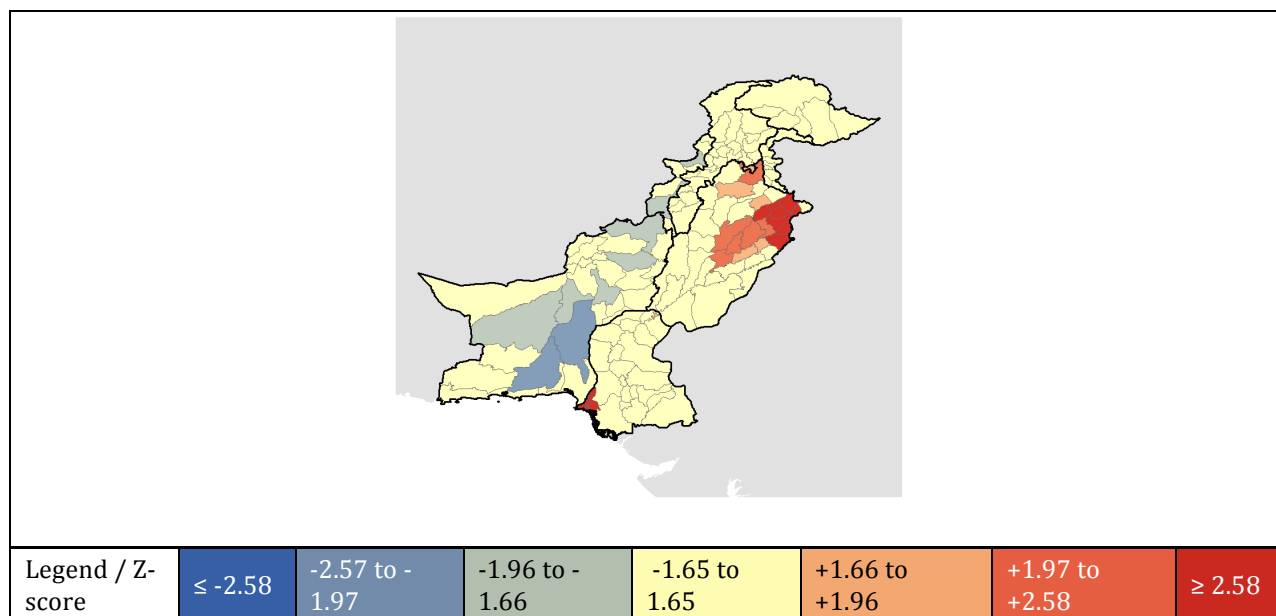 Legend / Z-
score
≤ -2.58
-2.57 to -
1.97
-1.96 to -
1.66
-1.65 to
1.65
+1.66 to
+1.96
+1.97 to
+2.58
≥ 2.58